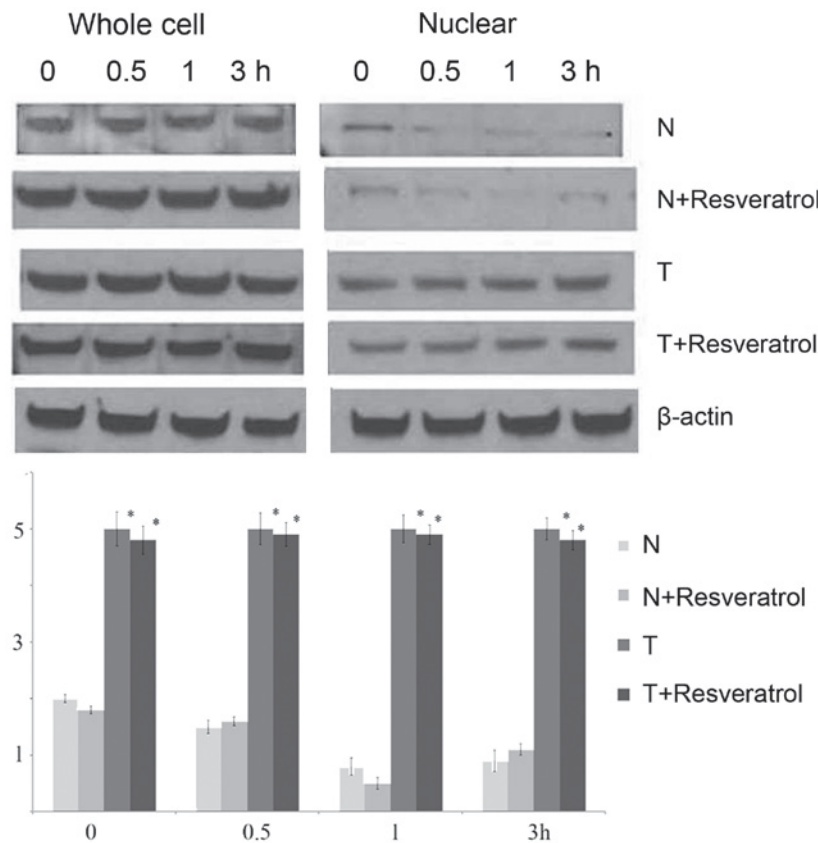 Whole cell Nuclear
0 0.5 1 3 h 0 0.5 1 3 h
N
N+Resveratrol
T
T+Resveratrol
β-actin
5
3
1
* * * * * * * *
0 0.5 1 3h
N
N+Resveratrol
T
T+Resveratrol